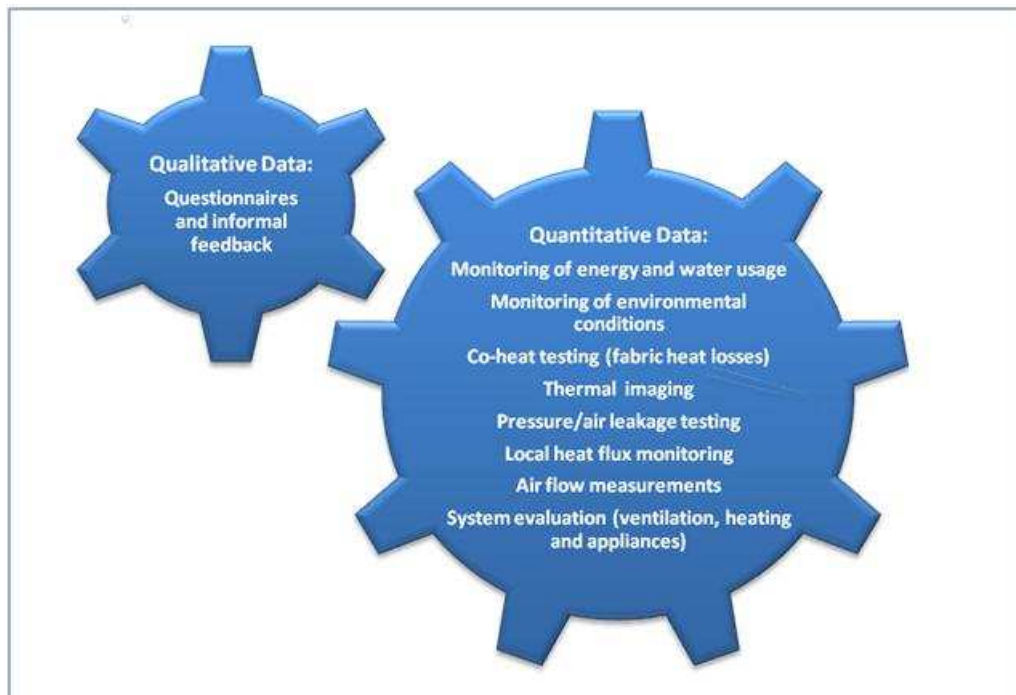 Qualitative Data:
Questionnaires
and informal
feedback
Quantitative Data:
Monitoring of energy and water usage
Monitoring of environmental
conditions
Co-heat testing (fabric heat losses)
Thermal imaging
Pressure/air leakage testing
Local heat flux monitoring
Air flow measurements
System evaluation (ventilation, heating
and appliances)